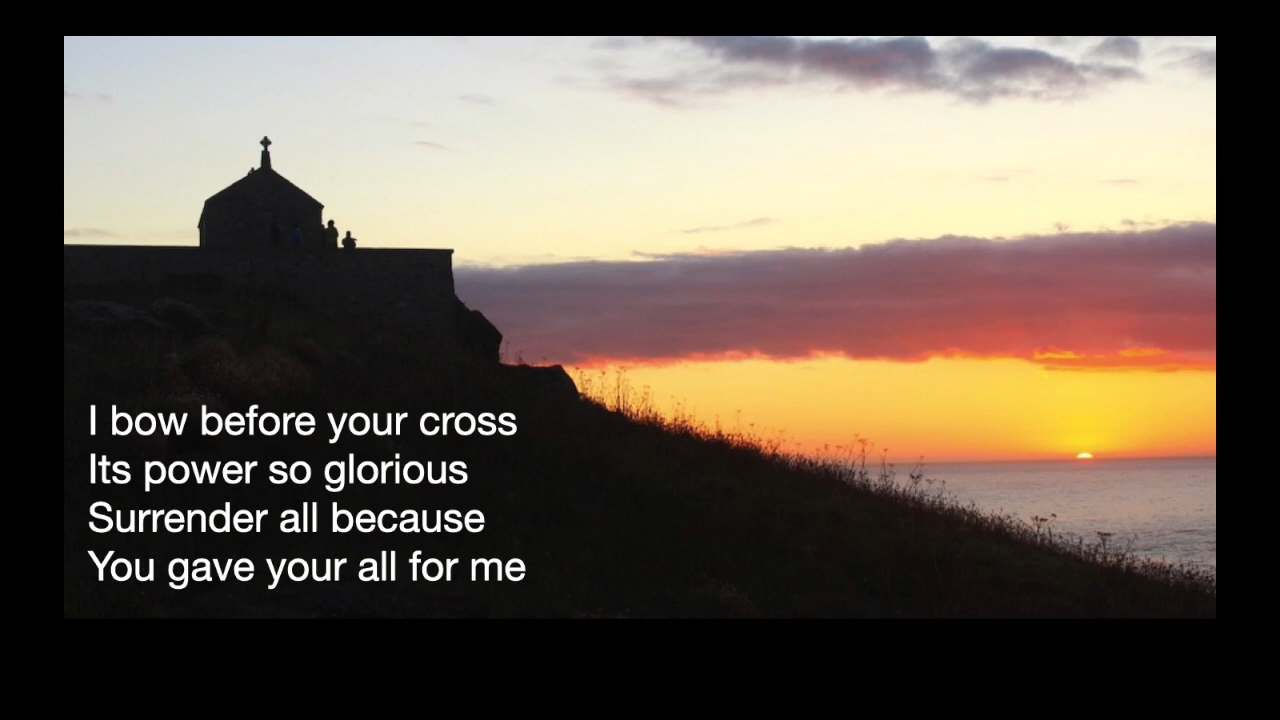 I bow before your cross
Its power so glorious
Surrender all because
You gave your all for me